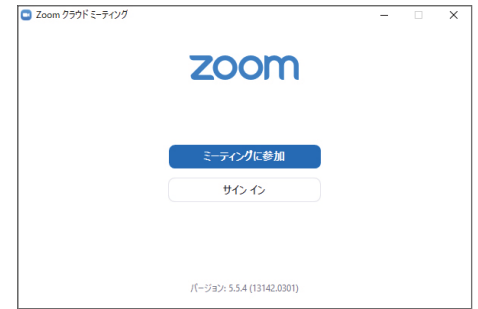 Zoom クラウド ミーティング
zoom
ミーティングに参加
サイン イン
バージョン: 5.5.4 (13142.0301)